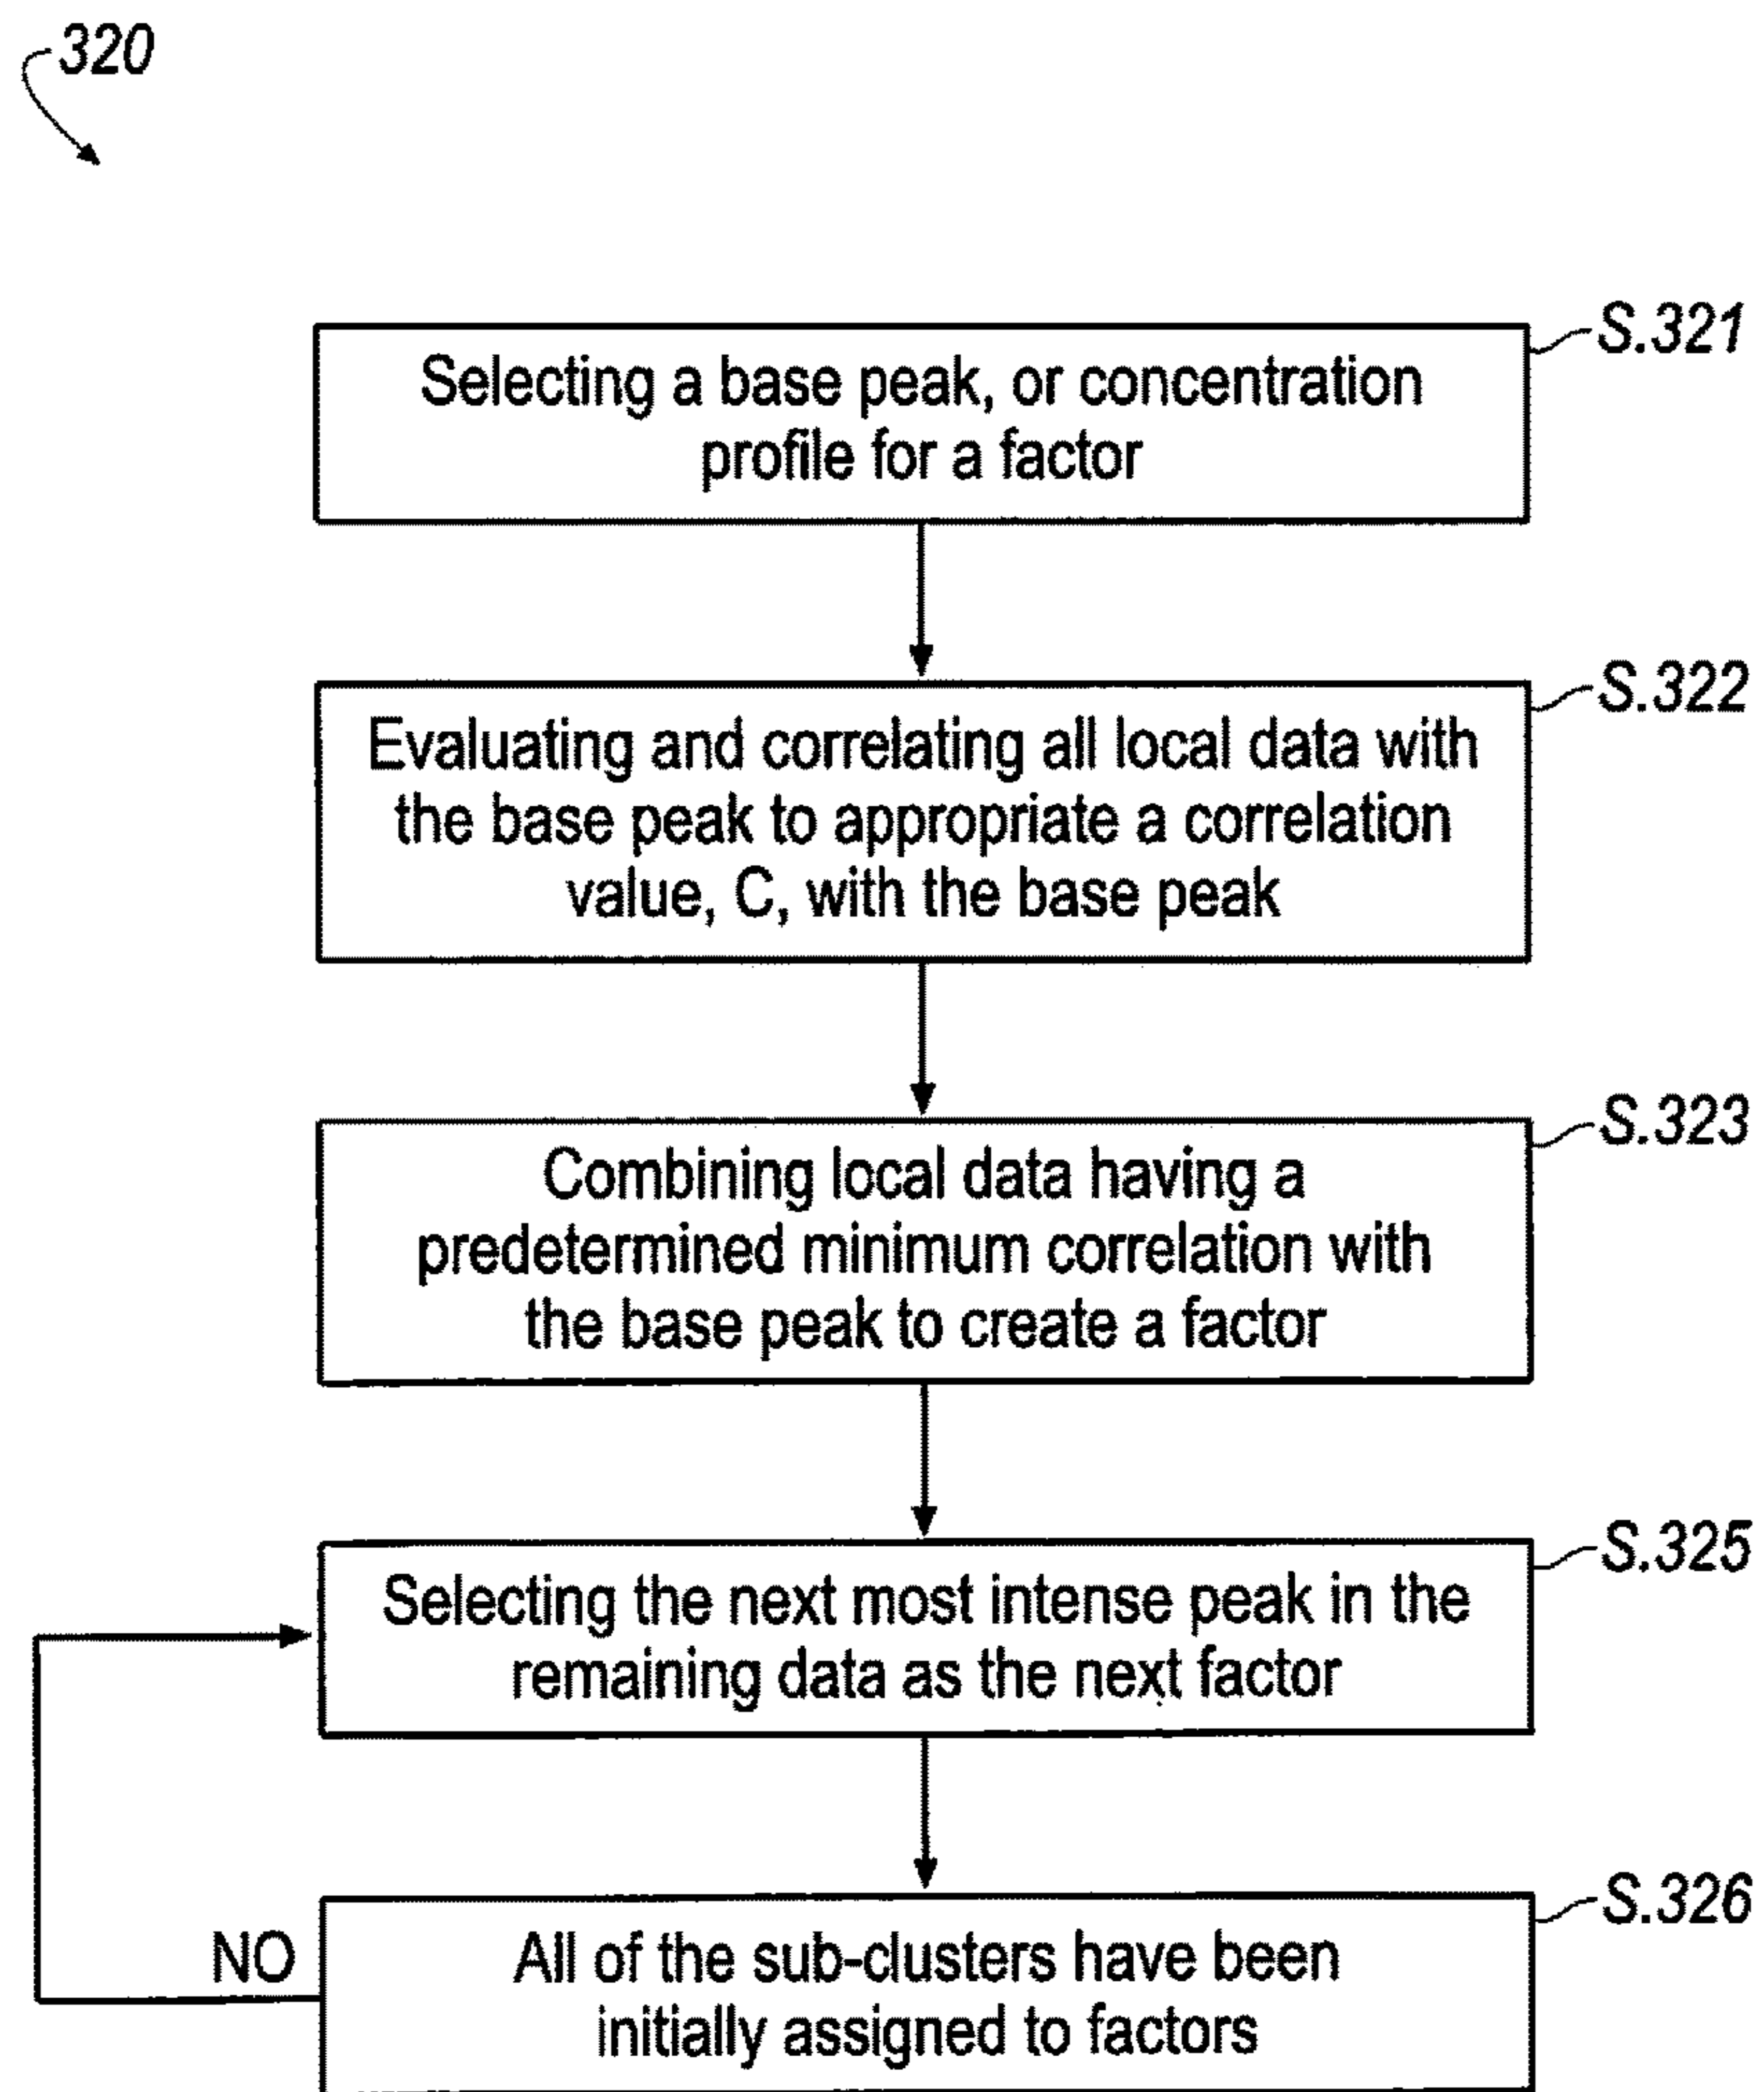 320
S.321
Selecting a base peak, or concentration
profile for a factor
S.322
Evaluating and correlating all local data with
the base peak to appropriate a correlation
value, C, with the base peak
S.323
Combining local data having a
predetermined minimum correlation with
the base peak to create a factor
S.325
Selecting the next most intense peak in the
remaining data as the next factor
S.326
NO
All of the sub-clusters have been
initially assigned to factors